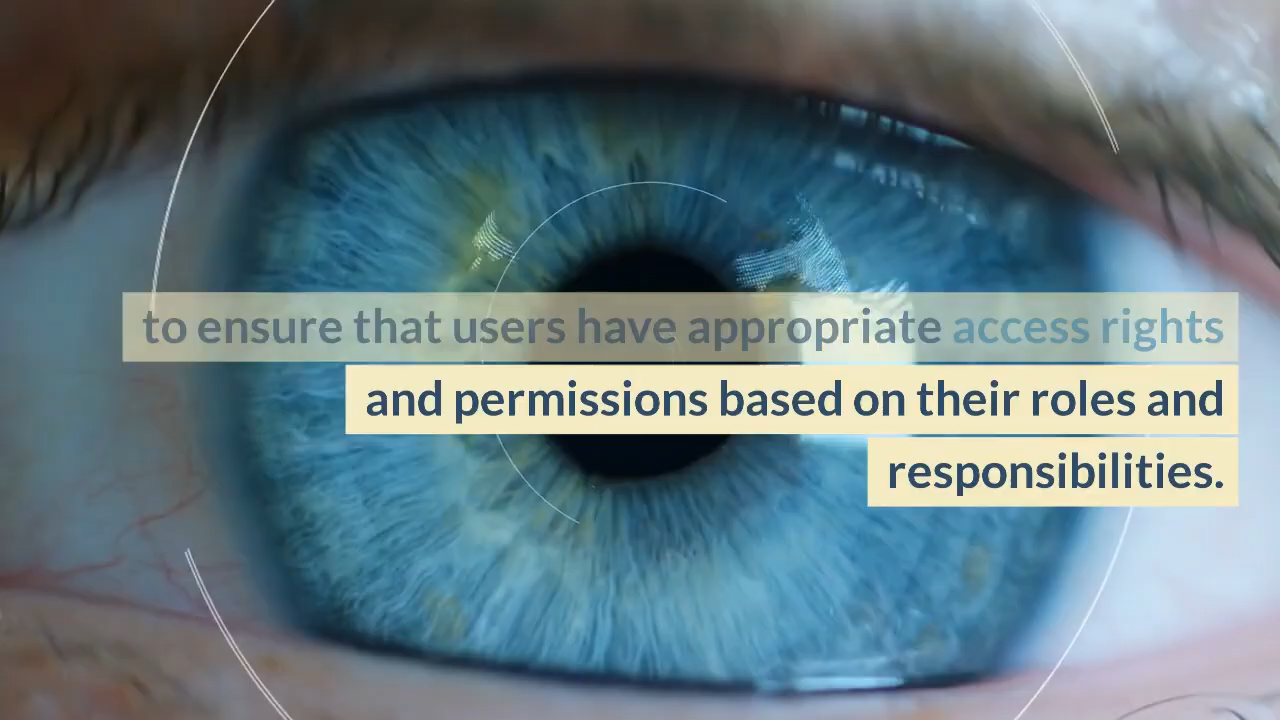 to ensure that users have appropriate access rights
and permissions based on their roles and
responsibilities.